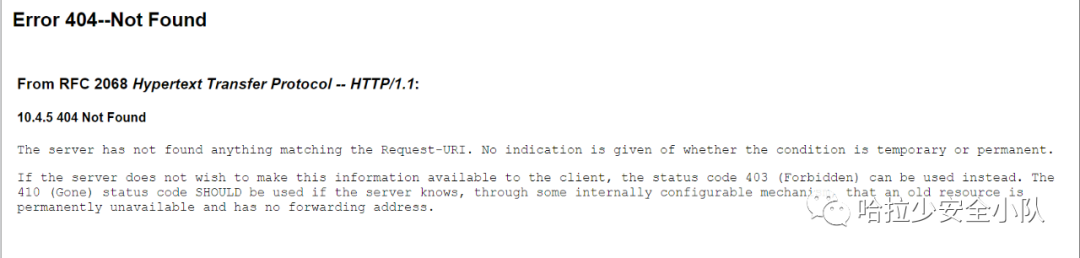 Error 404--Not Found
From RFC 2068 Hypertext Transfer Protocol -- HTTP/1.1:
10.4.5 404 Not Found
The server has not found anything matching the Request-URI. No indication is given of whether the condition is temporary or permanent.
If the server does not wish to make this information available to the client, the status code 403 (Forbidden) can be used instead. The
410 (Gone) status code SHOULD be used if the server knows, through some internally configurable mechanism, that an old resource is
permanently unavailable and has no forwarding address.
哈拉少安全小队